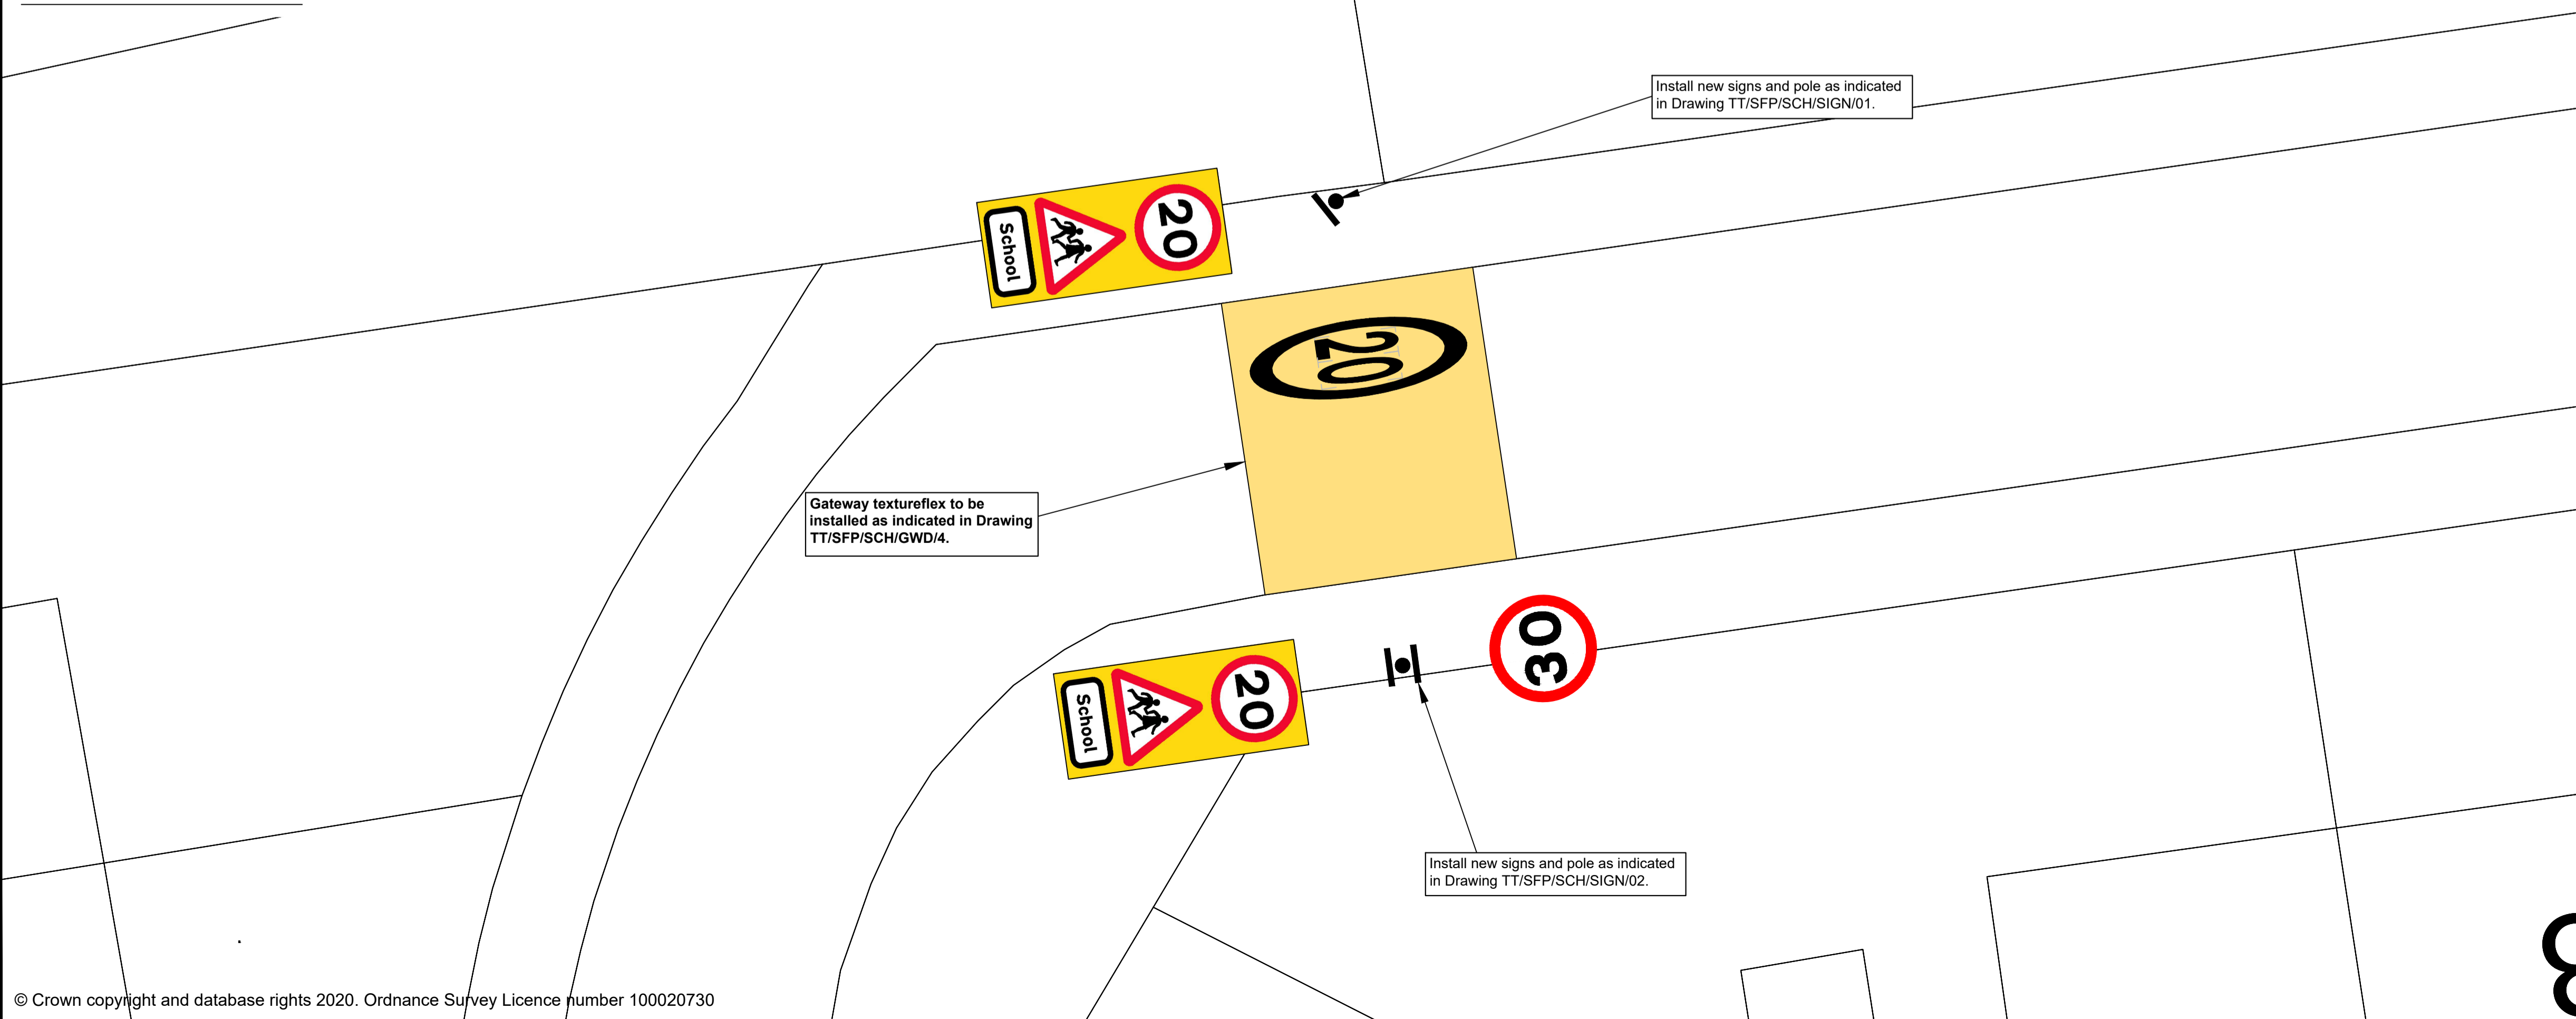 Install new signs and pole as indicated
in Drawing TT/SFP/SCH/SIGN/01.
20
School
20
Gateway textureflex to be
installed as indicated in Drawing
TT/SFP/SCH/GWD/4.
30
20
School
Install new signs and pole as indicated
in Drawing TT/SFP/SCH/SIGN/02.
© Crown copyright and database rights 2020. Ordnance Survey Licence number 100020730